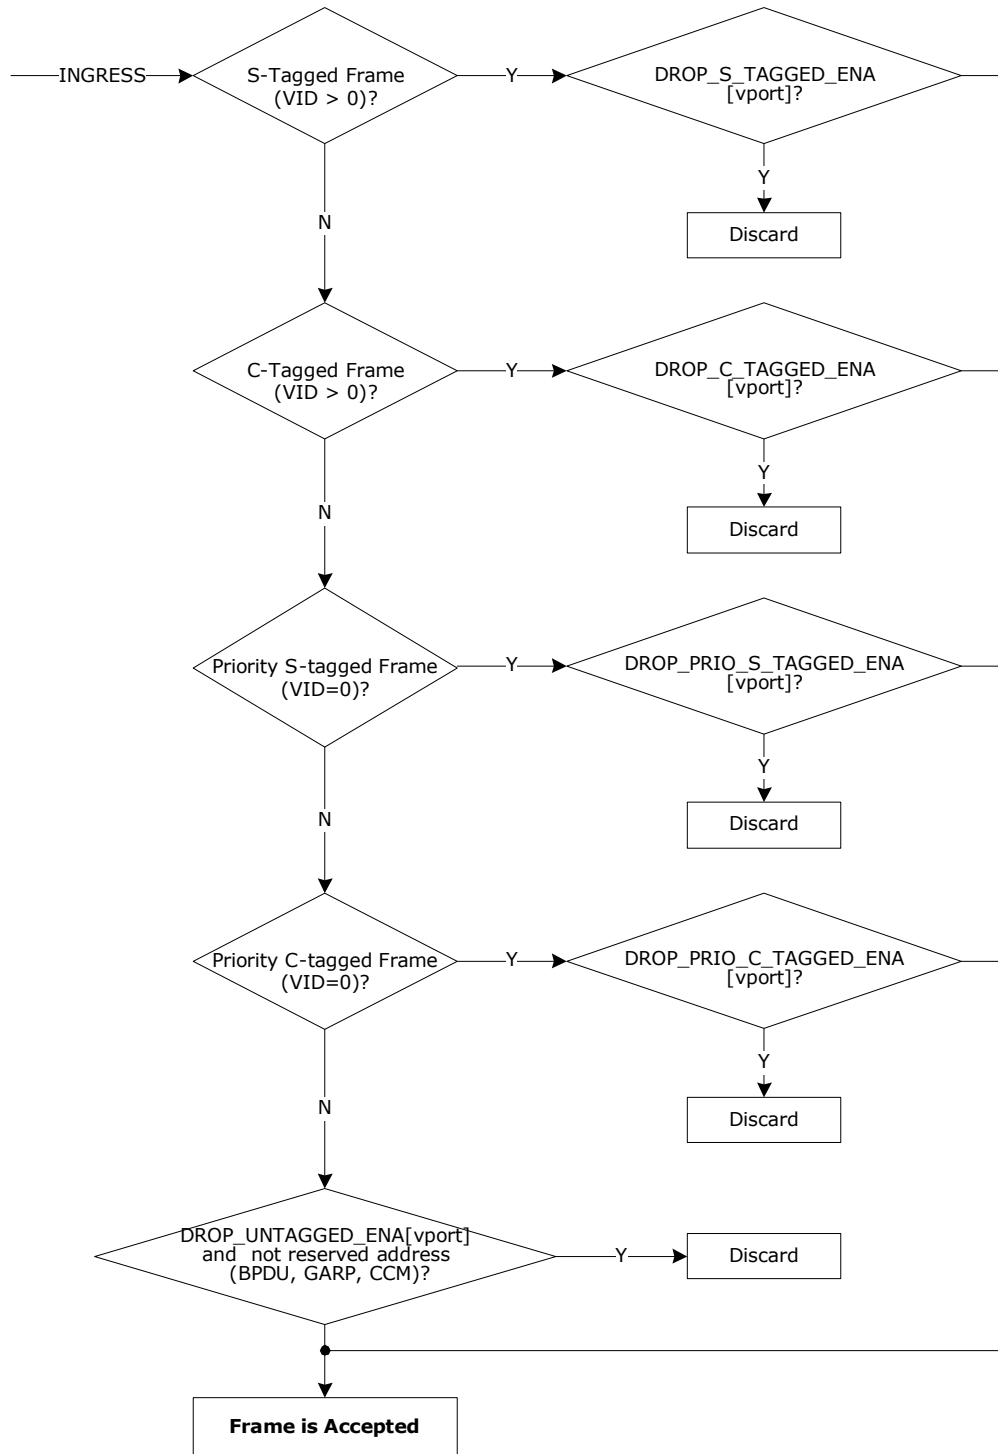 INGRESS
S-Tagged Frame
(VID > 0)?
Y
DROP_S_TAGGED_ENA
[vport]?
Y
Discard
N
C-Tagged Frame
(VID > 0)?
Y
DROP_C_TAGGED_ENA
[vport]?
Y
Discard
N
Priority S-tagged Frame
(VID=0)?
Y
DROP_PRIO_S_TAGGED_ENA
[vport]?
Y
Discard
N
Priority C-tagged Frame
(VID=0)?
Y
DROP_PRIO_C_TAGGED_ENA
[vport]?
Y
Discard
N
DROP_UNTAGGED_ENA[vport]
and not reserved address
(BPDU, GARP, CCM)?
Y
Discard
Frame is Accepted